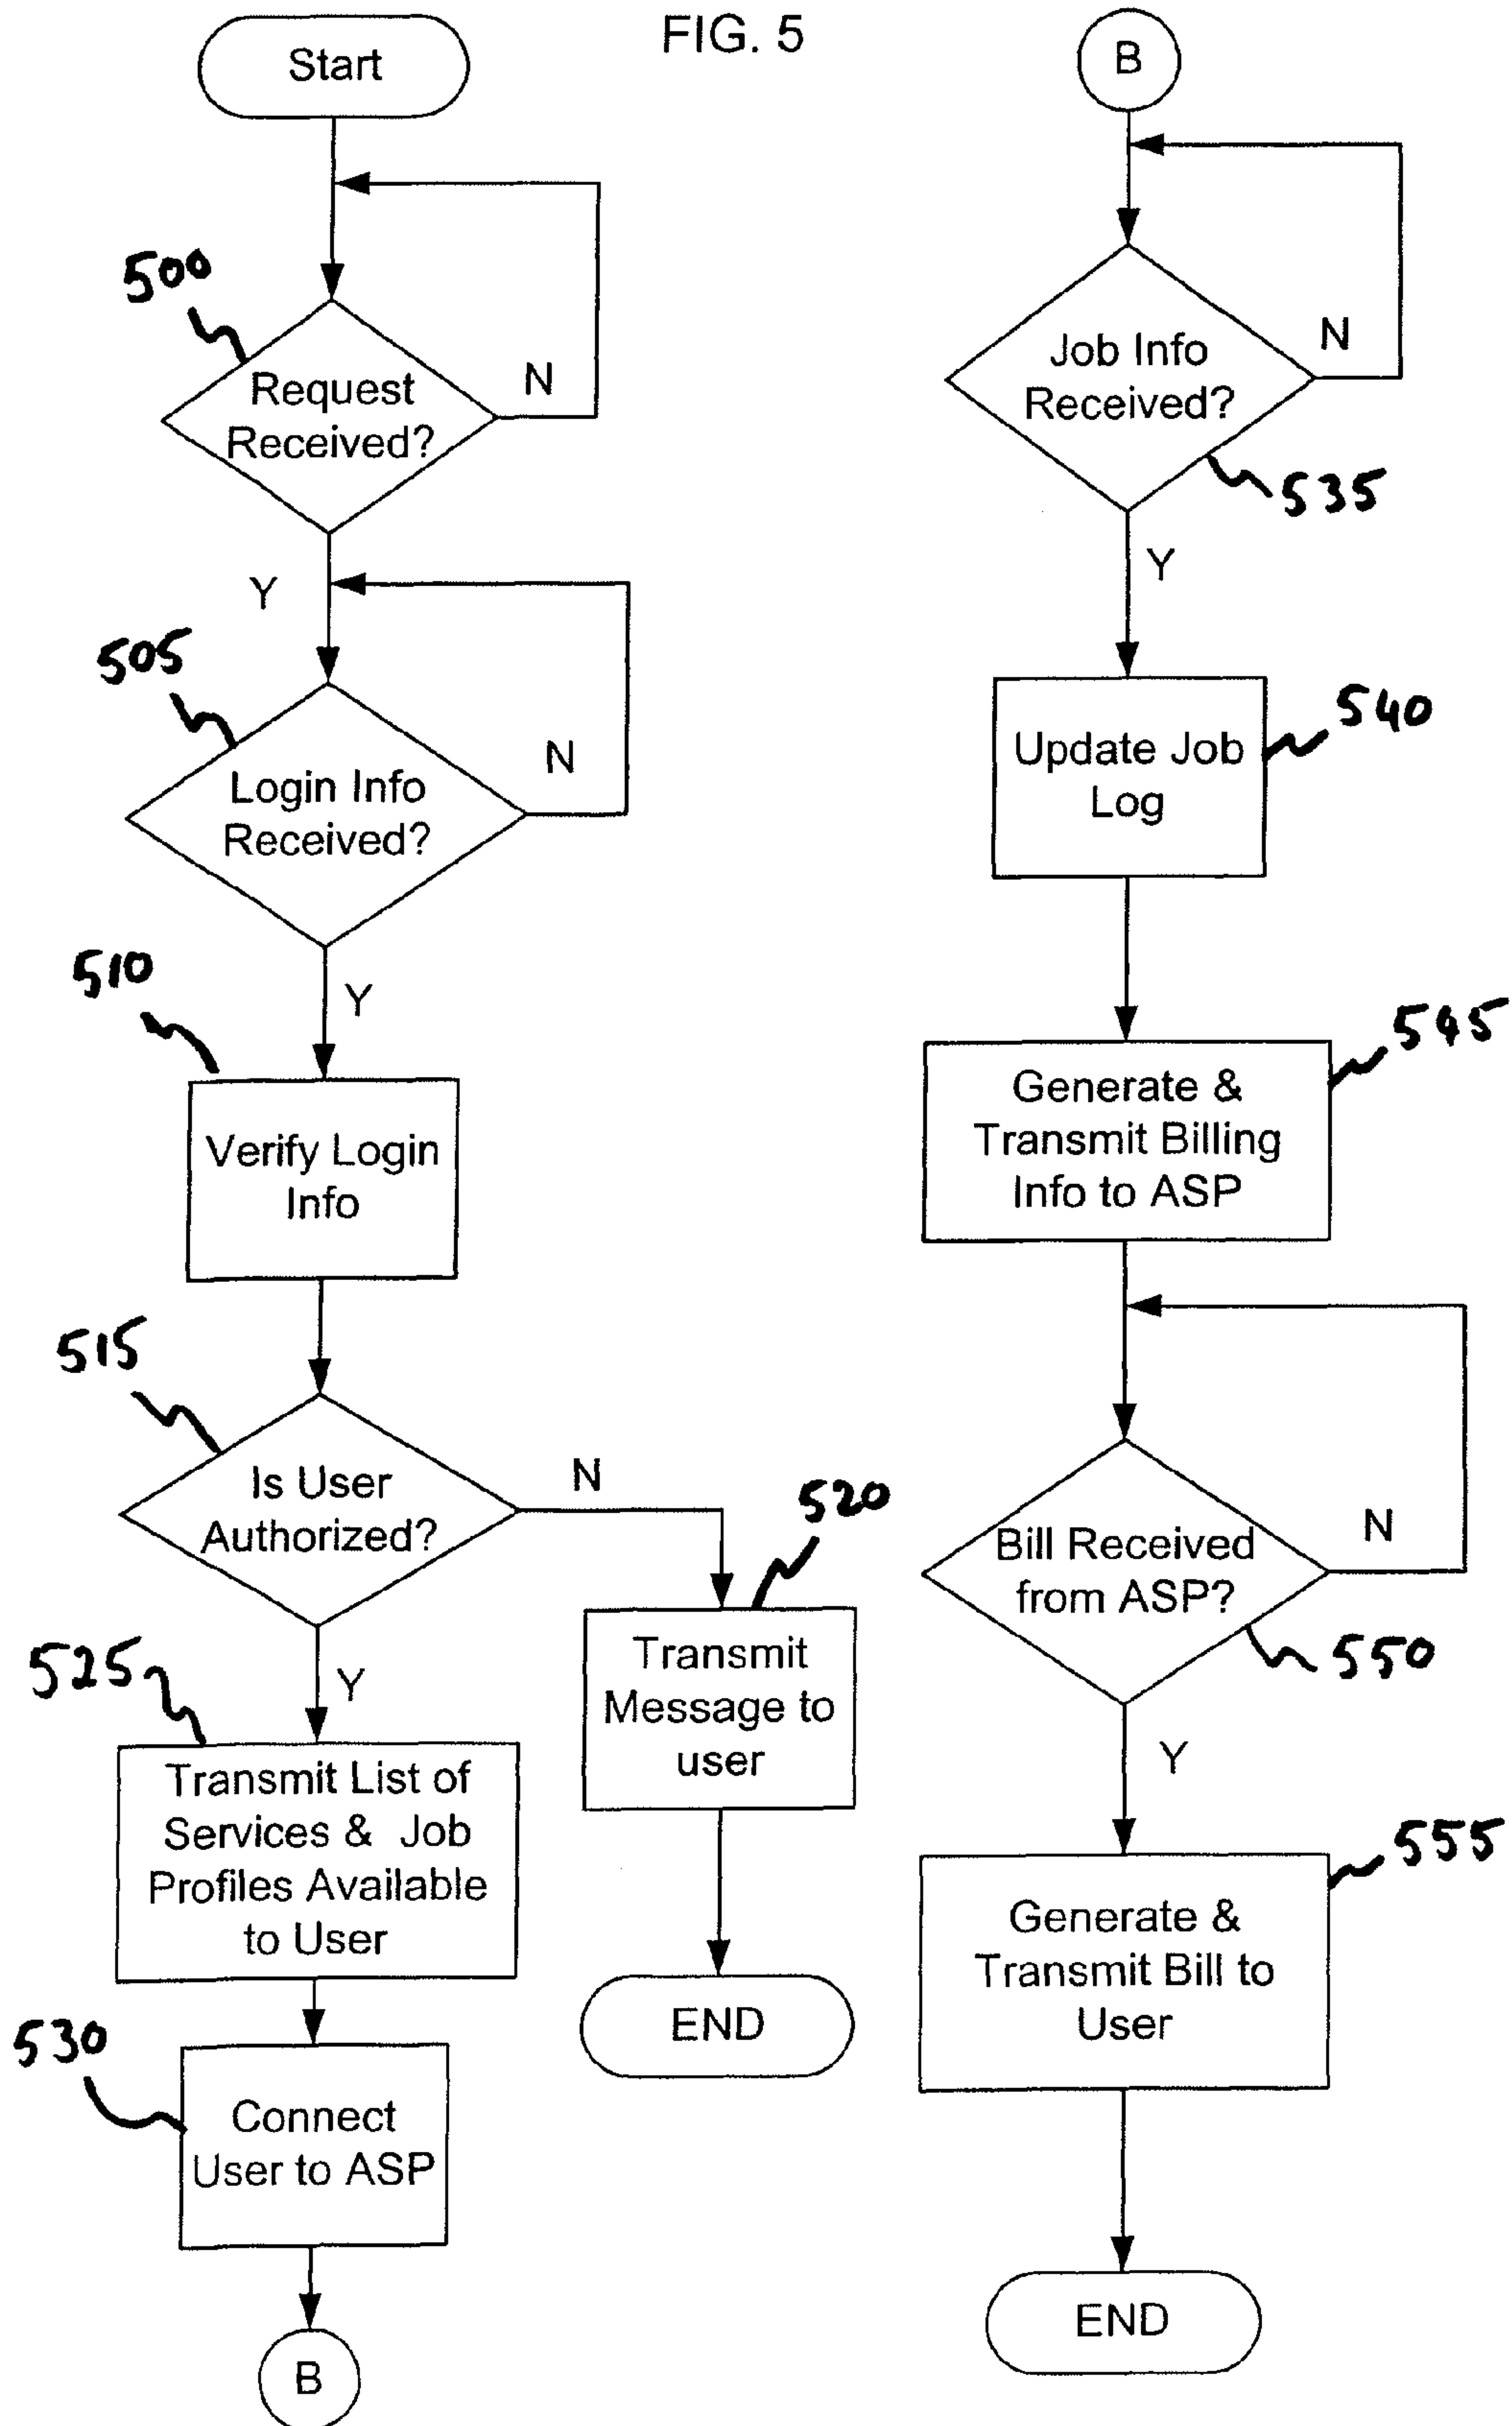 FIG. 5
Start
500
Request
Received?
N
Y
505
Login Info
Received?
N
510
Y
Verify Login
Info
515
Is User
Authorized?
N
520
Transmit
Message to
user
END
525
Y
Transmit List of
Services & Job
Profiles Available
to User
530
Connect
User to ASP
B
B
Job Info
Received?
N
535
Y
Update Job
Log
540
Generate &
Transmit Billing
Info to ASP
545
Bill Received
from ASP?
N
550
Y
Generate &
Transmit Bill to
User
555
END